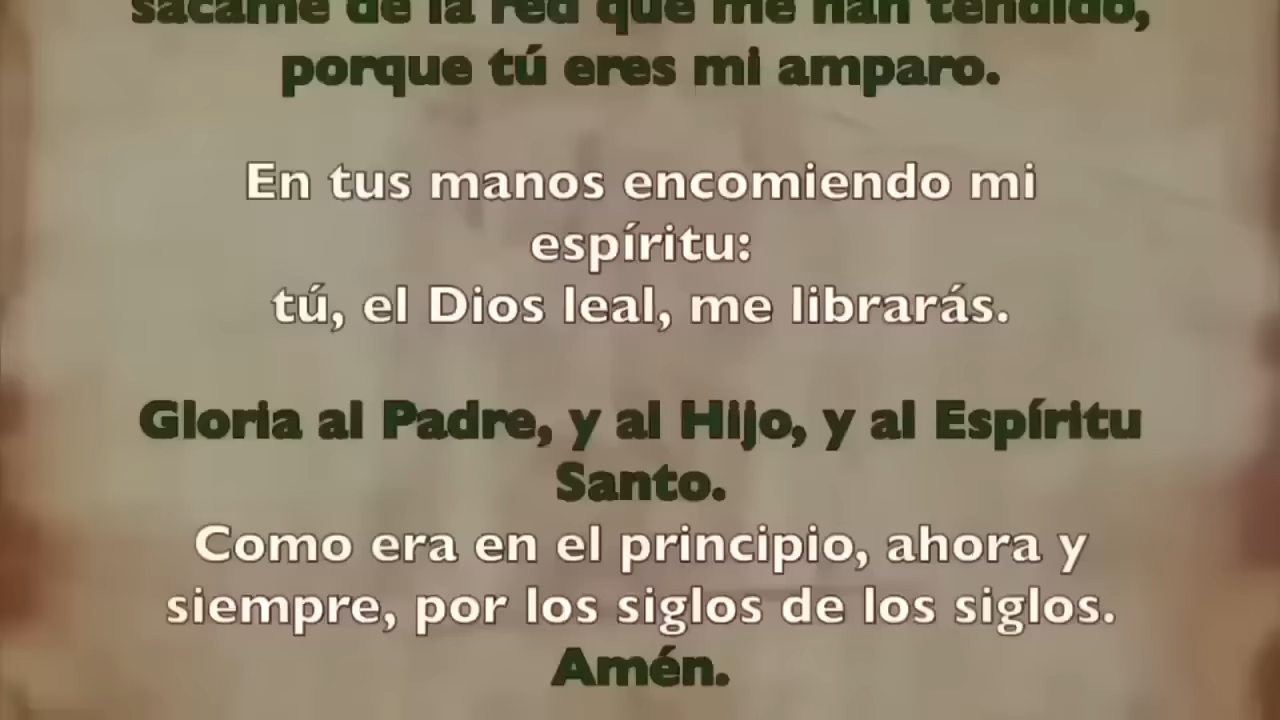 sácame de la red que me han tendido,
porque tú eres mi amparo.
En tus manos encomiendo mi
espíritu:
tú, el Dios leal, me librarás.
Gloria al Padre, y al Hijo, y al Espíritu
Santo.
Como era en el principio, ahora y
siempre, por los siglos de los siglos.
Amén.